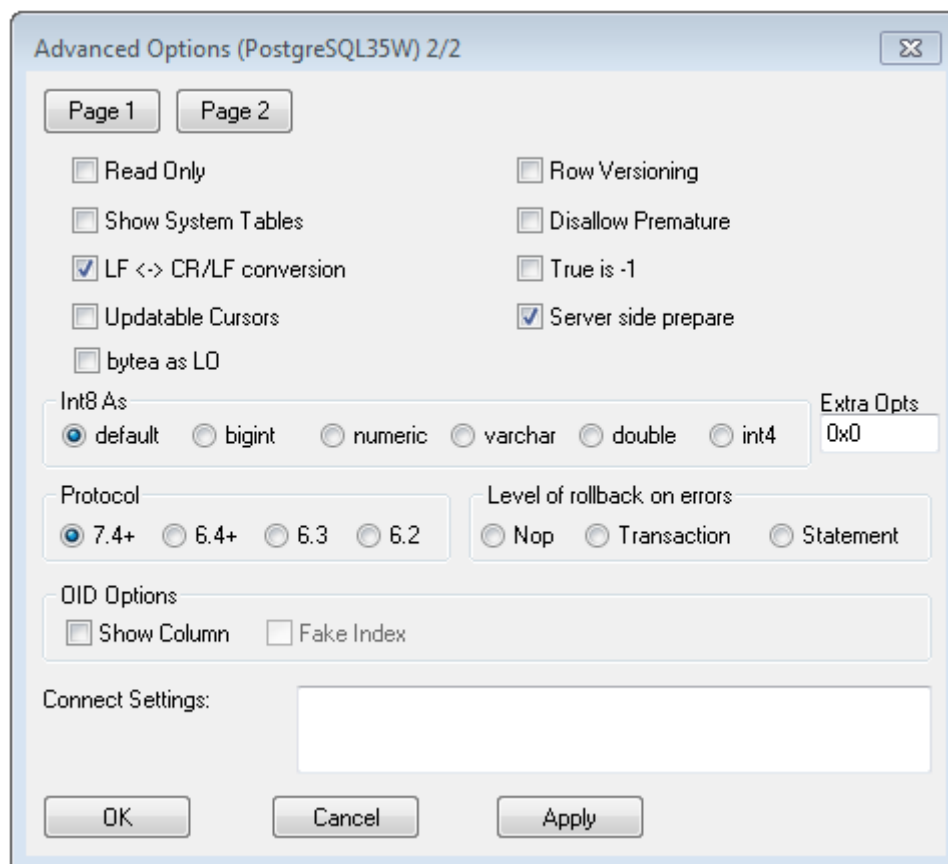 Advanced Options (PostgreSQL35W) 2/2
Page 1 Page 2
Read Only Row Versioning
Show System Tables Disallow Premature
LF <-> CR/LF conversion True is -1
Updatable Cursors Server side prepare
bytea as LO
Int8 As Extra Opts
default bigint numeric varchar double int4 0x0
Protocol Level of rollback on errors
7.4+ 6.4+ 6.3 6.2 Nop Transaction Statement
OID Options
Show Column Fake Index
Connect Settings:
OK Cancel Apply